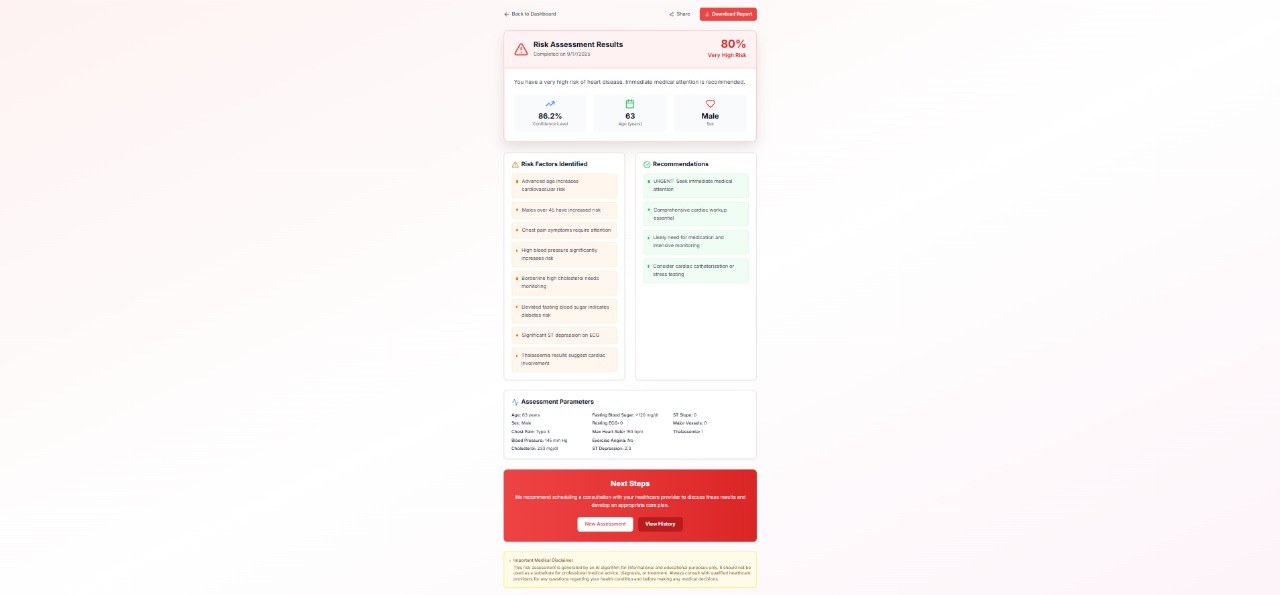 Back to Dashboard
Share
Download Report
Risk Assessment Results
Completed on 9/17/2025
80%
Very High Risk
You have a very high risk of heart disease. Immediate medical attention is recommended.
86.2%
Confidence Level
63
Age (years)
Male
Sex
Risk Factors Identified
Advanced age increases
cardiovascular risk
Males over 45 have increased risk
Chest pain symptoms require attention
High blood pressure significantly
increases risk
Borderline high cholesterol needs
monitoring
Elevated fasting blood sugar indicates
diabetes risk
Significant ST depression on ECG
Thalassemia results suggest cardiac
involvement
Recommendations
URGENT: Seek immediate medical
attention
Comprehensive cardiac workup
essential
Likely need for medication and
intensive monitoring
Consider cardiac catheterization or
stress testing
Assessment Parameters
Age: 63 years
Sex: Male
Chest Pain: Type 3
Blood Pressure: 145 mm Hg
Cholesterol: 233 mg/dl
Fasting Blood Sugar: >120 mg/dl
Resting ECG: 0
Max Heart Rate: 150 bpm
Exercise Angina: No
ST Depression: 2.3
ST Slope: 0
Major Vessels: 0
Thalassemia: 1
Next Steps
We recommend scheduling a consultation with your healthcare provider to discuss these results and
develop an appropriate care plan.
New Assessment
View History
Important Medical Disclaimer
This risk assessment is generated by an AI algorithm for informational and educational purposes only. It should not be
used as a substitute for professional medical advice, diagnosis, or treatment. Always consult with qualified healthcare
providers for any questions regarding your health condition and before making any medical decisions.